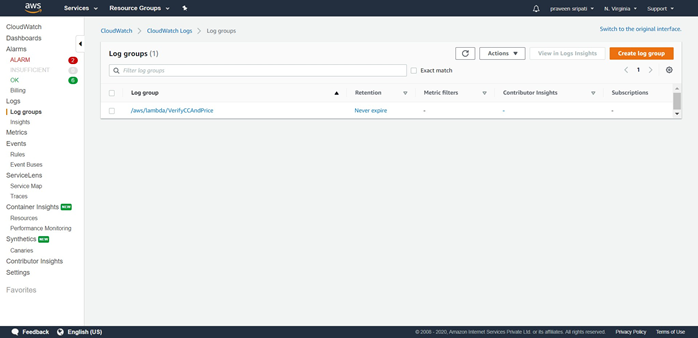 aws
Services
Resource Groups
praveen sripati
N. Virginia
Support
CloudWatch
Dashboards
Alarms
ALARM 2
INSUFFICIENT
OK 6
Billing
Logs
Log groups
Insights
Metrics
Events
Rules
Event Buses
ServiceLens
Service Map
Traces
Container Insights NEW
Resources
Performance Monitoring
Synthetics NEW
Canaries
Contributor Insights
Settings
Favorites
CloudWatch > CloudWatch Logs > Log groups
Switch to the original interface.
Log groups (1)
Actions
View in Logs Insights
Create log group
Filter log groups
Exact match
1
Log group Retention Metric filters Contributor Insights Subscriptions
/aws/lambda/VerifyCCAndPrice Never expire - - -
Feedback English (US)
© 2008 - 2020, Amazon Internet Services Private Ltd. or its affiliates. All rights reserved. Privacy Policy Terms of Use